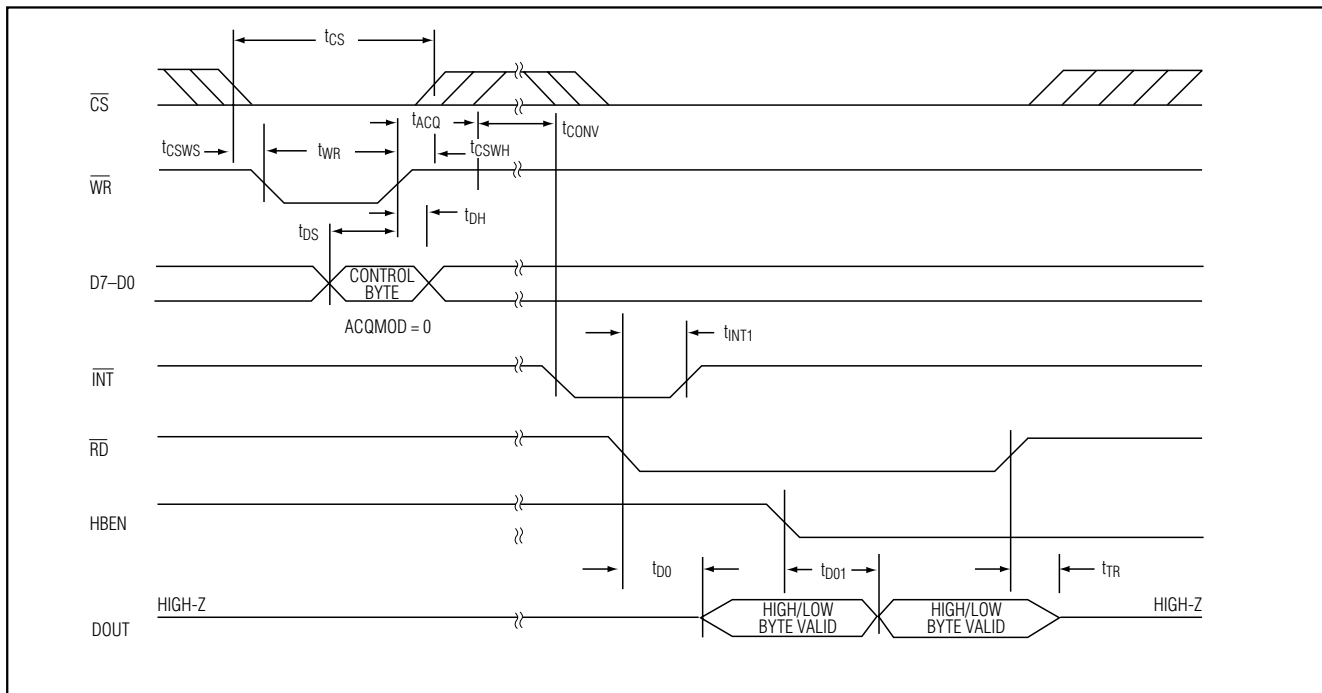 tCS
CS
tACQ
tCONV
tCSWS
tWR
tCSWH
WR
tDH
tDS
D7–D0
CONTROL
BYTE
ACQMOD = 0
tINT1
INT
RD
HBEN
tD0
tD01
tTR
HIGH-Z
HIGH/LOW
BYTE VALID
HIGH/LOW
BYTE VALID
HIGH-Z
DOUT